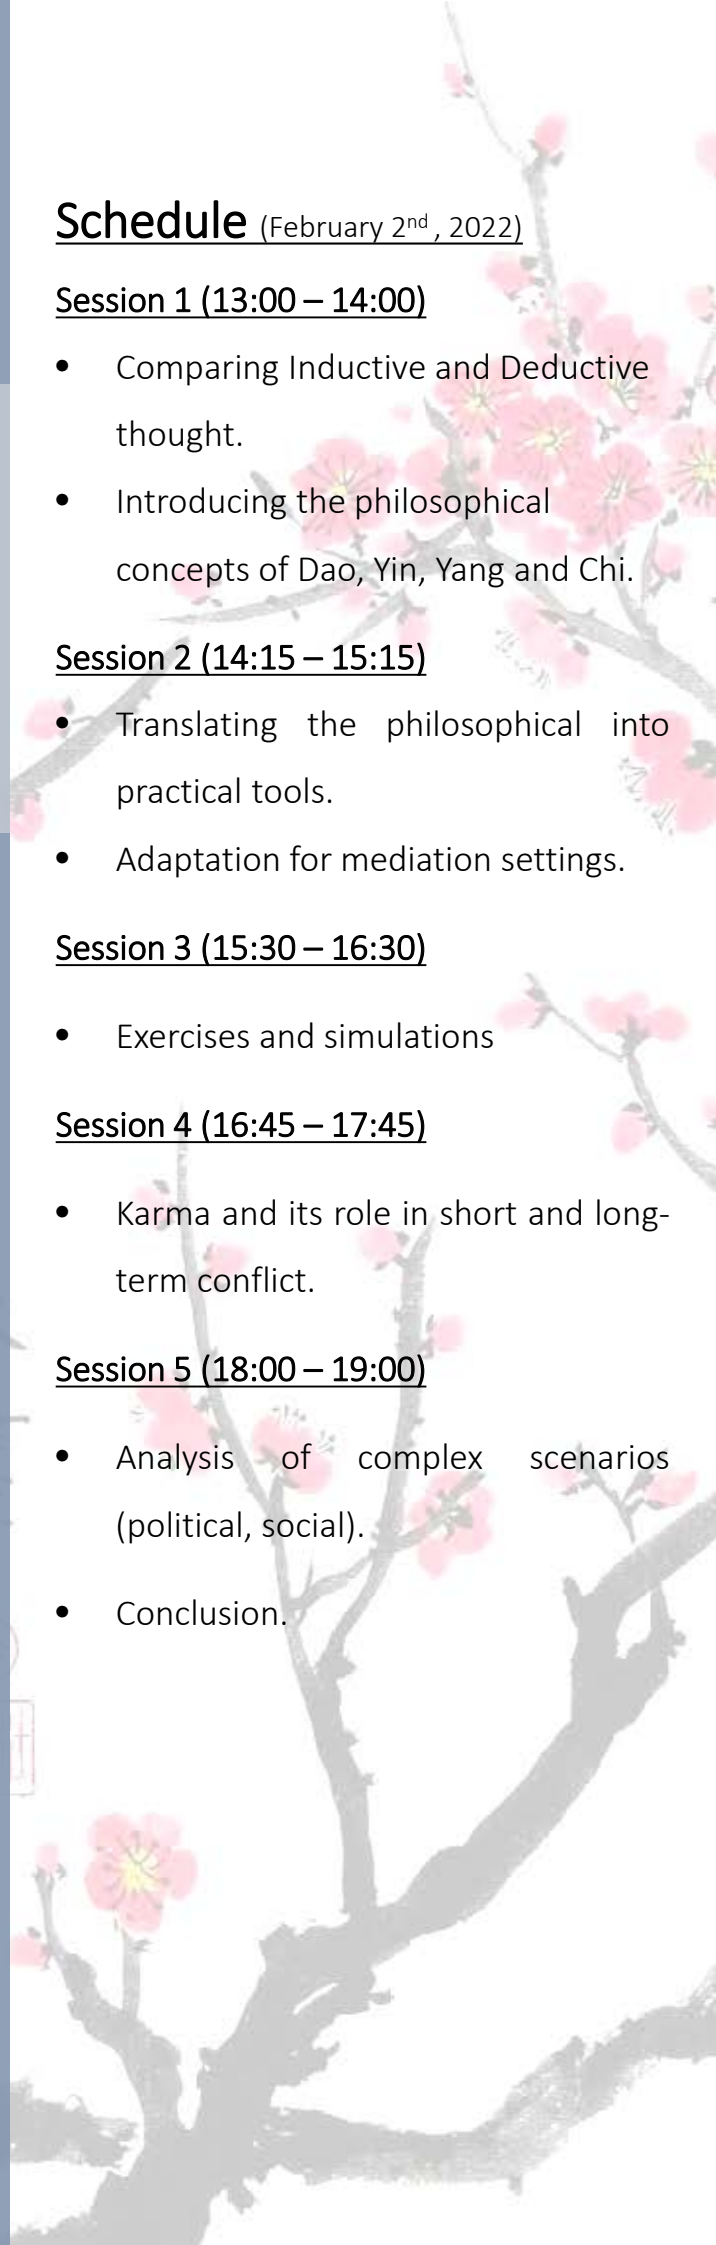 Schedule (February 2nd , 2022)
Session 1 (13:00 – 14:00)
• Comparing Inductive and Deductive
thought.
• Introducing the philosophical
concepts of Dao, Yin, Yang and Chi.
Session 2 (14:15 – 15:15)
• Translating the philosophical into
practical tools.
• Adaptation for mediation settings.
Session 3 (15:30 – 16:30)
• Exercises and simulations
Session 4 (16:45 – 17:45)
• Karma and its role in short and long-
term conflict.
Session 5 (18:00 – 19:00)
• Analysis of complex scenarios
(political, social).
• Conclusion.